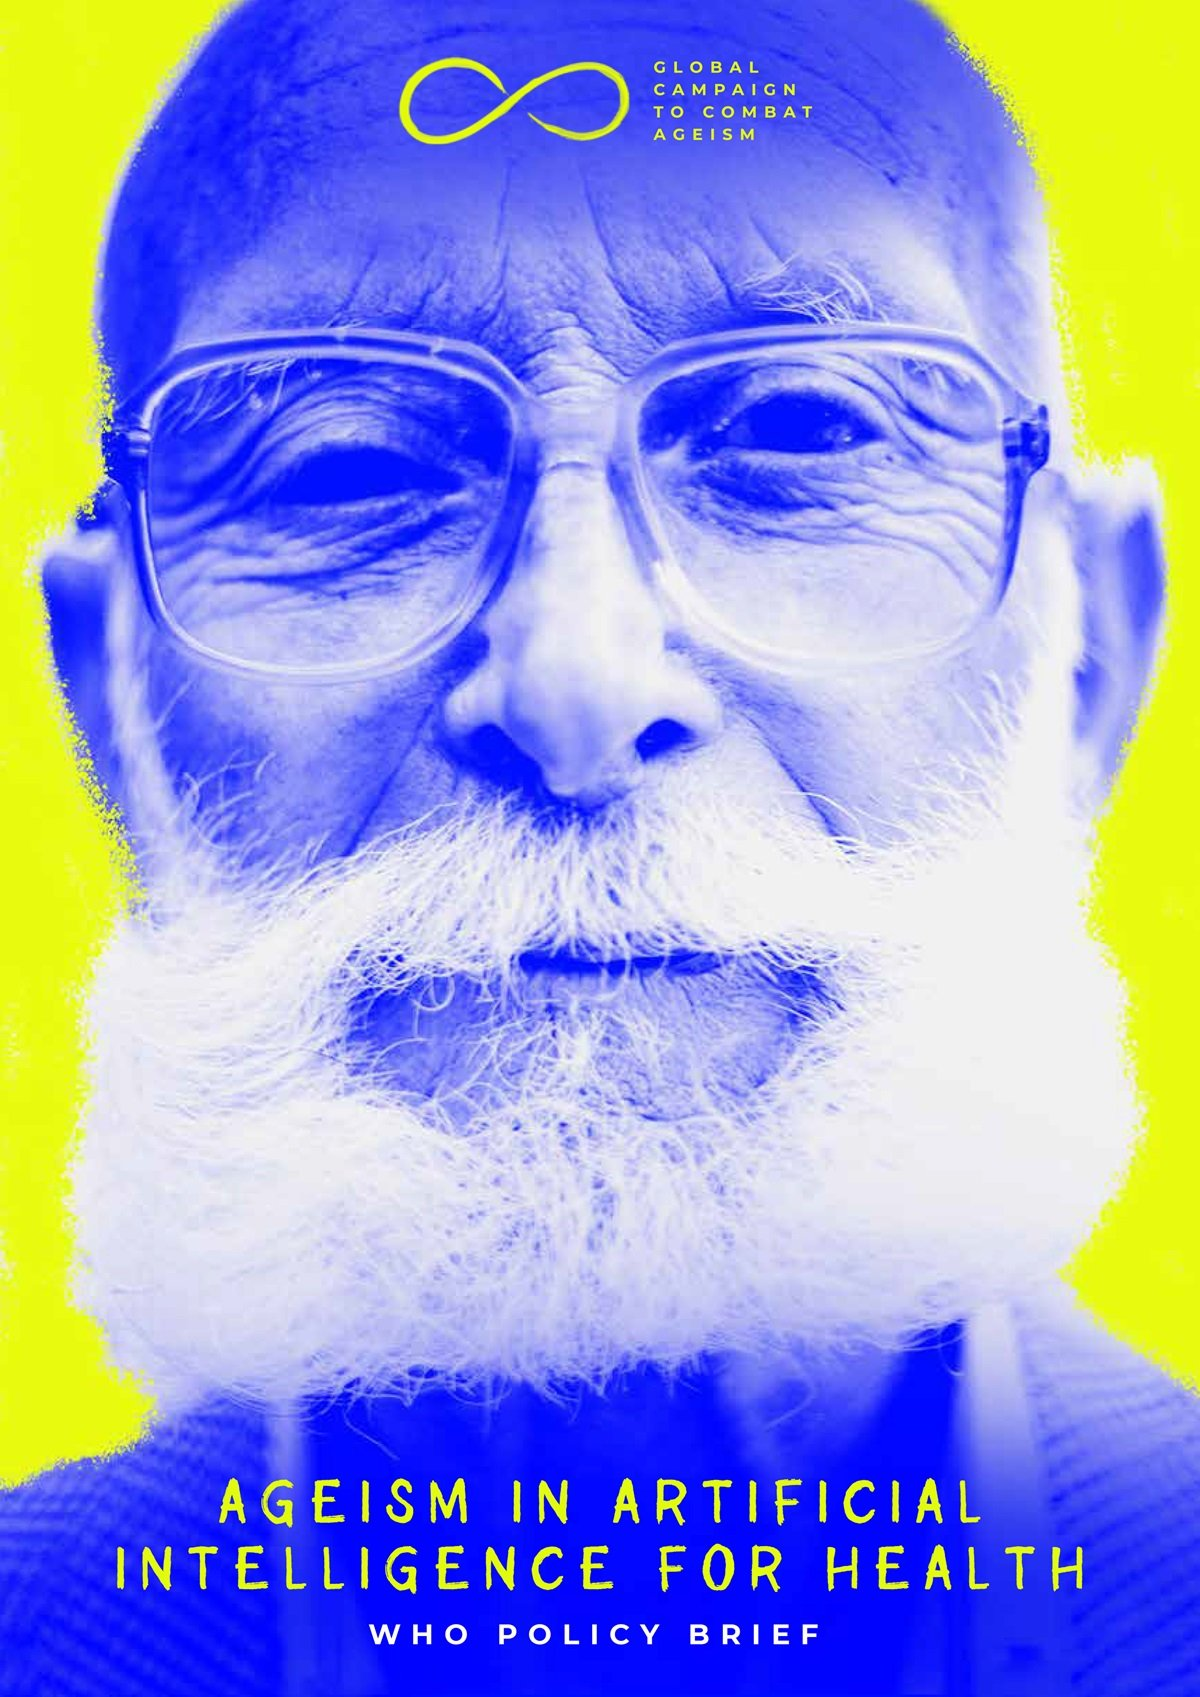 GLOBAL
CAMPAIGN
TO COMBAT
AGEISM
AGEISM IN ARTIFICIAL
INTELLIGENCE FOR HEALTH
WHO POLICY BRIEF